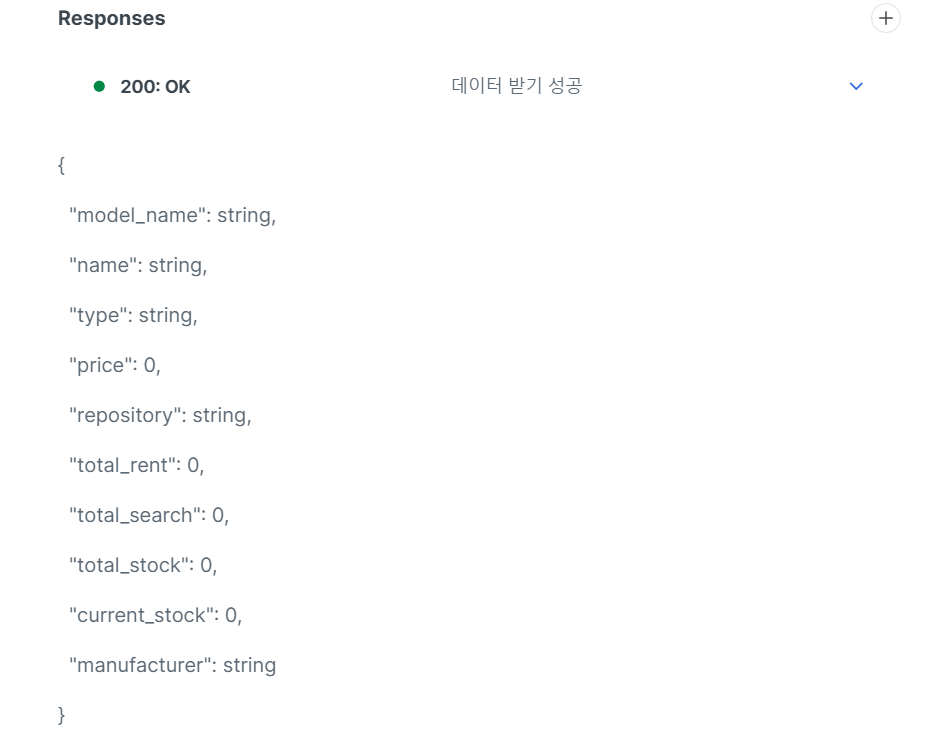 Responses
200: OK 데이터 받기 성공
{
"model_name": string,
"name": string,
"type": string,
"price": 0,
"repository": string,
"total_rent": 0,
"total_search": 0,
"total_stock": 0,
"current_stock": 0,
"manufacturer": string
}